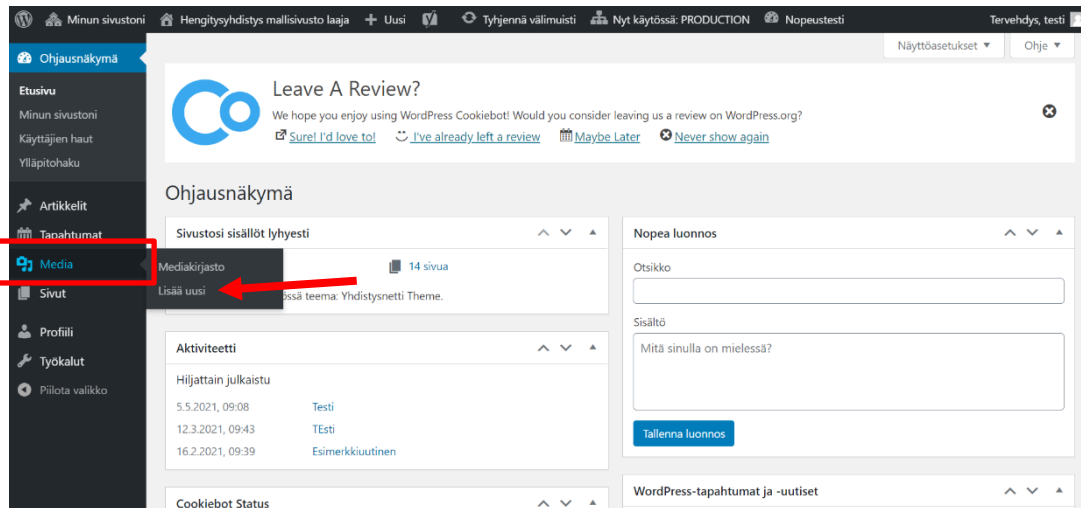 Minun sivustoni Hengitysyhdistys mallisivusto laaja + Uusi Tyhjennä välimuisti Nyt käytössä: PRODUCTION Nopeustesti Tervehdys, testi
Näyttöasetukset ▼ Ohje ▼
Ohjausnäkymä
Etusivu
Minun sivustoni
Käyttäjien haut
Ylläpitohaku
Artikkelit
Tapahtumat
Media
Sivut
Profiili
Työkalut
Piilota valikko
Mediakirjasto
Lisää uusi
Leave A Review?
We hope you enjoy using WordPress Cookiebot! Would you consider leaving us a review on WordPress.org?
Sure! I'd love to! I've already left a review Maybe Later Never show again
Ohjausnäkymä
Sivustosi sisällöt lyhyesti
14 sivua
teema: Yhdistysnetti Theme.
Aktiviteetti
Hiljattain julkaistu
5.5.2021, 09:08 Testi
12.3.2021, 09:43 TEsti
16.2.2021, 09:39 Esimerkkiuutinen
Cookiebot Status
Nopea luonnos
Otsikko
Sisältö
Mitä sinulla on mielessä?
Tallenna luonnos
WordPress-tapahtumat ja -uutiset